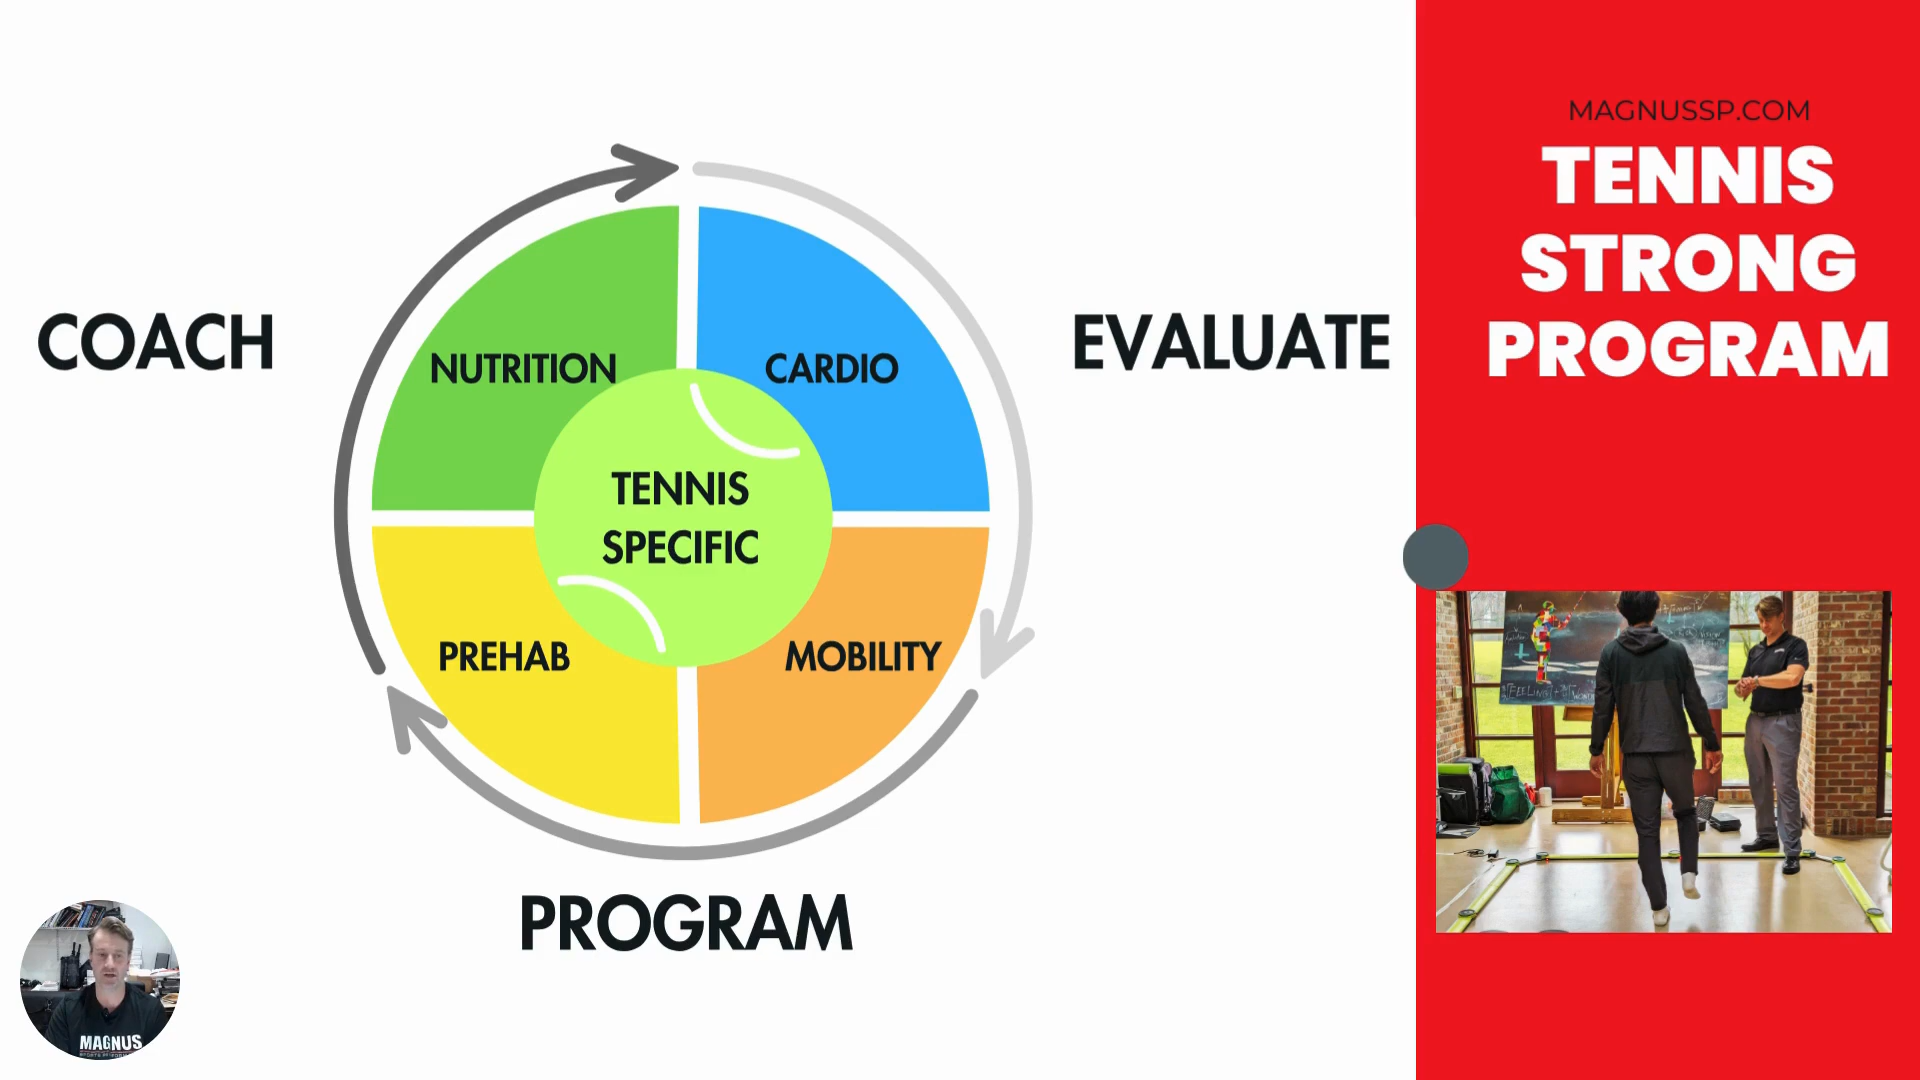 COACH
EVALUATE
NUTRITION
CARDIO
TENNIS
SPECIFIC
PREHAB
MOBILITY
PROGRAM
MAGNUSSP.COM
TENNIS
STRONG
PROGRAM
MAGNUS